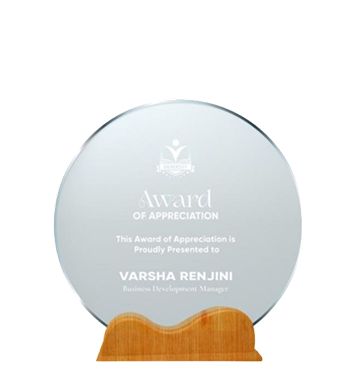 Award
OF APPRECIATION
This Award of Appreciation is
Proudly Presented to
VARSHA RENJINI
Business Development Manager